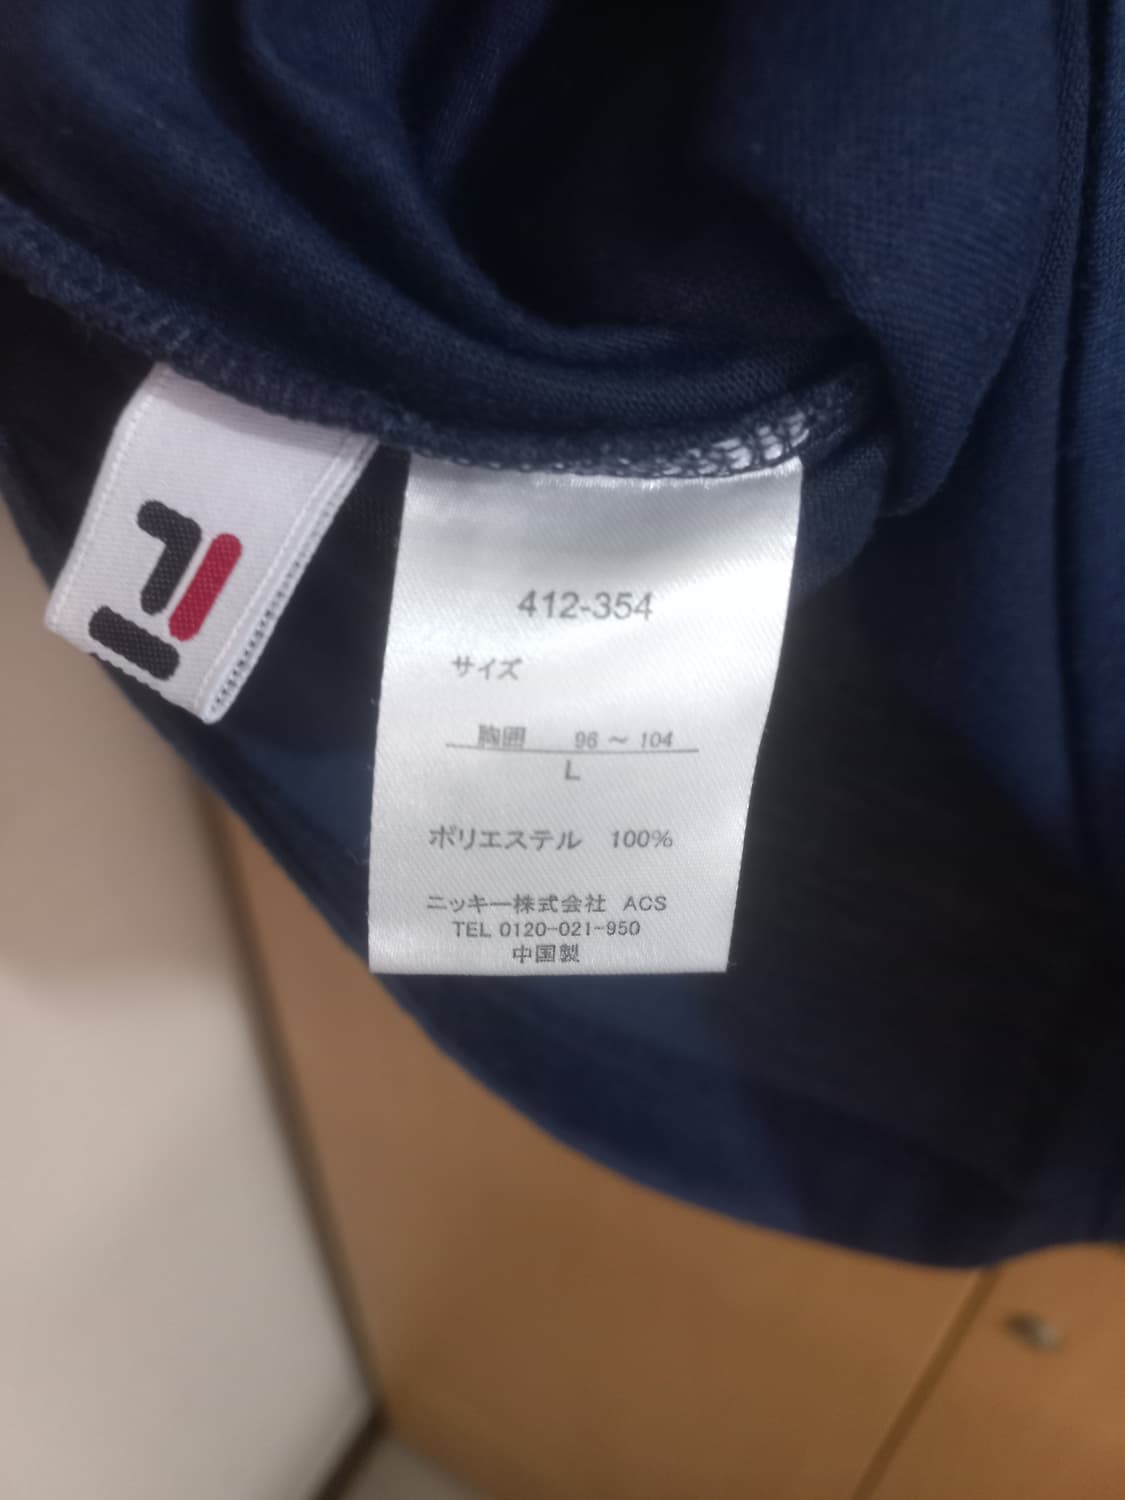 412-354
サイズ
胸囲 96 ～ 104
L
ポリエステル 100%
ニッキー株式会社 ACS
TEL 0120-021-950
中国製